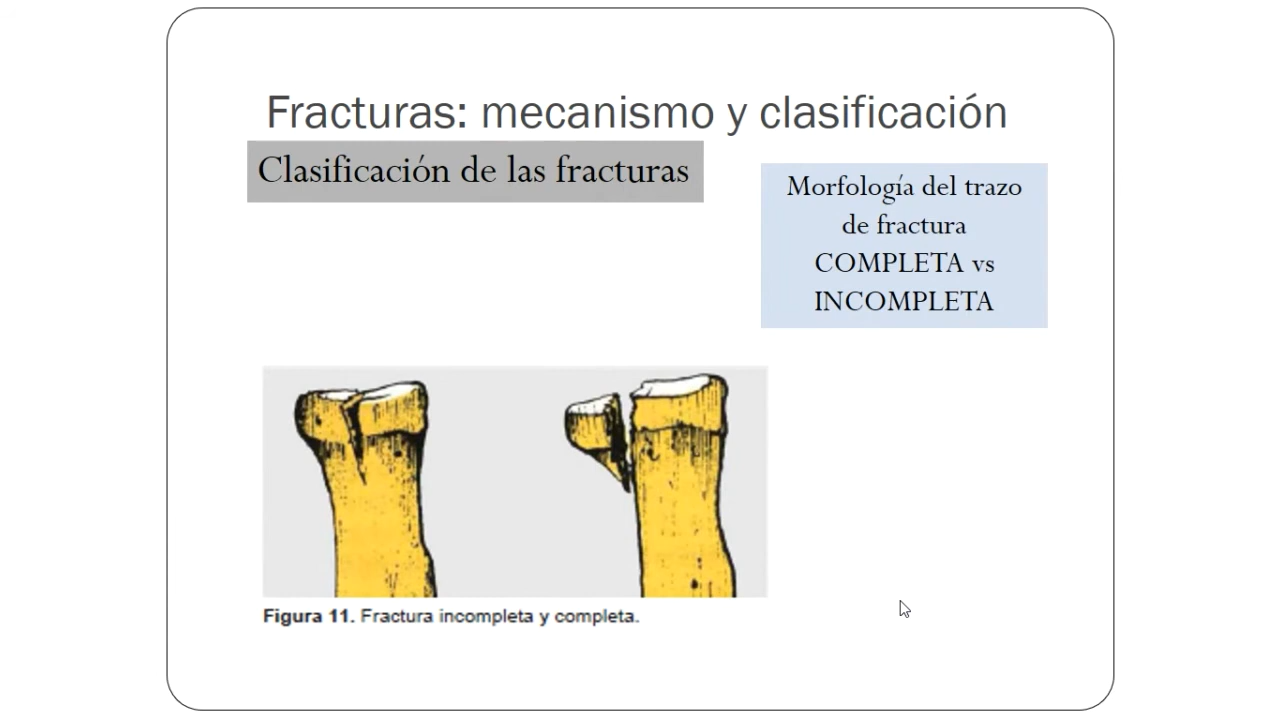 Fracturas: mecanismo y clasificación
Clasificación de las fracturas
Morfología del trazo
de fractura
COMPLETA vs
INCOMPLETA
Figura 11. Fractura incompleta y completa.